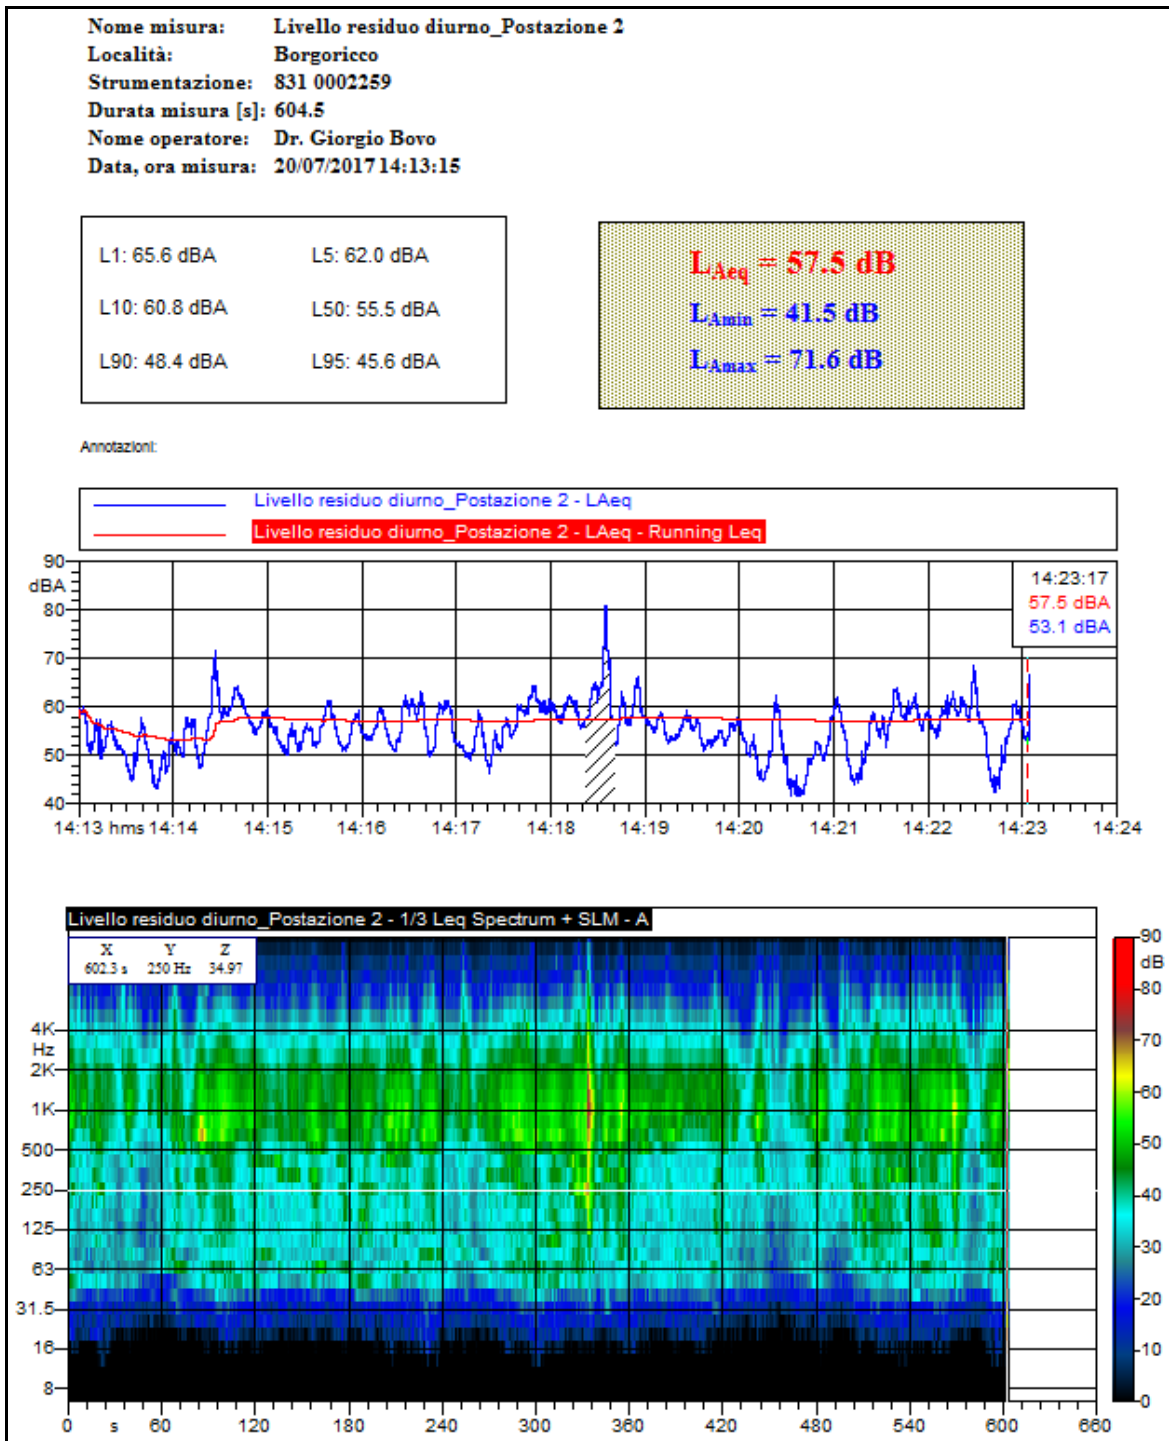 Nome misura: Livello residuo diurno_Postazione 2
Località: Borgoricco
Strumentazione: 831 0002259
Durata misura [s]: 604.5
Nome operatore: Dr. Giorgio Bovo
Data, ora misura: 20/07/2017 14:13:15
L1: 65.6 dBA L5: 62.0 dBA
L10: 60.8 dBA L50: 55.5 dBA
L90: 48.4 dBA L95: 45.6 dBA
LAeq = 57.5 dB
LAmin = 41.5 dB
LAmax = 71.6 dB
Annotazioni:
Livello residuo diurno_Postazione 2 - LAeq
Livello residuo diurno_Postazione 2 - LAeq - Running Leq
90
dBA
80
70
60
50
40
14:23:17
57.5 dBA
53.1 dBA
14:13 hms 14:14 14:15 14:16 14:17 14:18 14:19 14:20 14:21 14:22 14:23 14:24
Livello residuo diurno_Postazione 2 - 1/3 Leq Spectrum + SLM - A
X Y Z
602.3 s 250 Hz 34.97
4K
Hz
2K
1K
500
250
125
63
31.5
16
8
0 s 60 120 180 240 300 360 420 480 540 600 660
90
dB
80
70
60
50
40
30
20
10
0